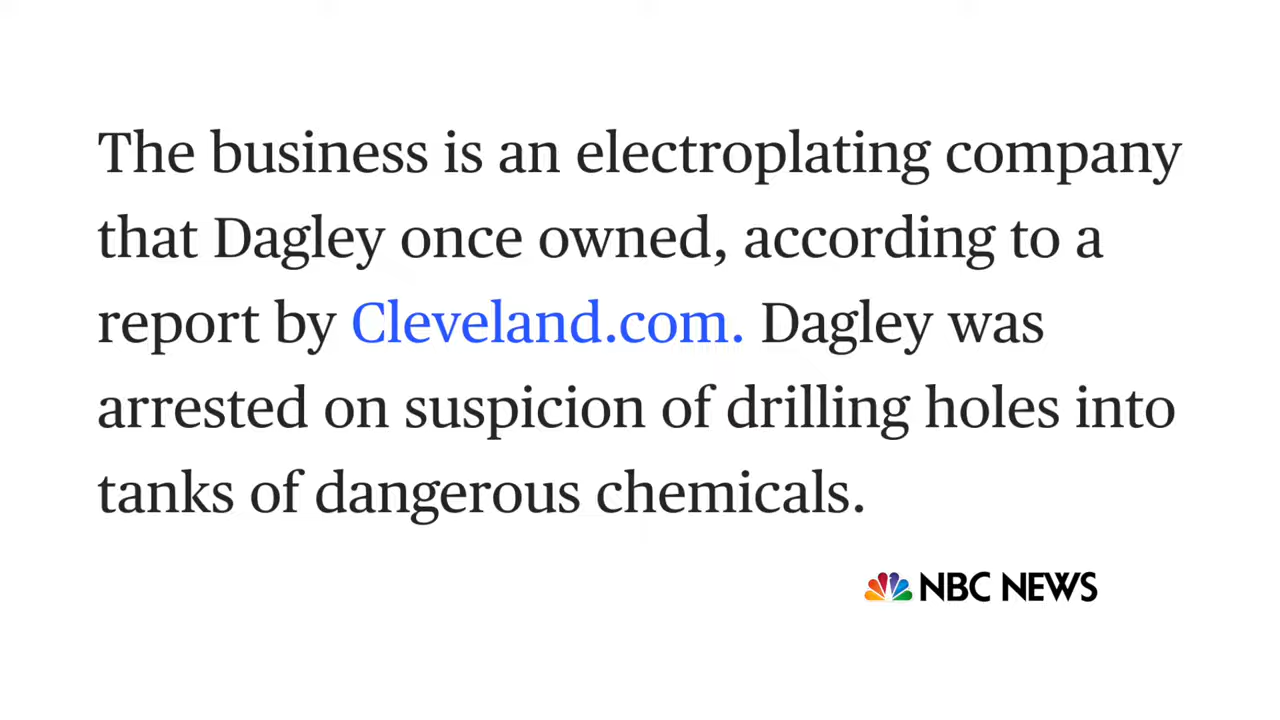 The business is an electroplating company
that Dagley once owned, according to a
report by Cleveland.com. Dagley was
arrested on suspicion of drilling holes into
tanks of dangerous chemicals.
NBC NEWS